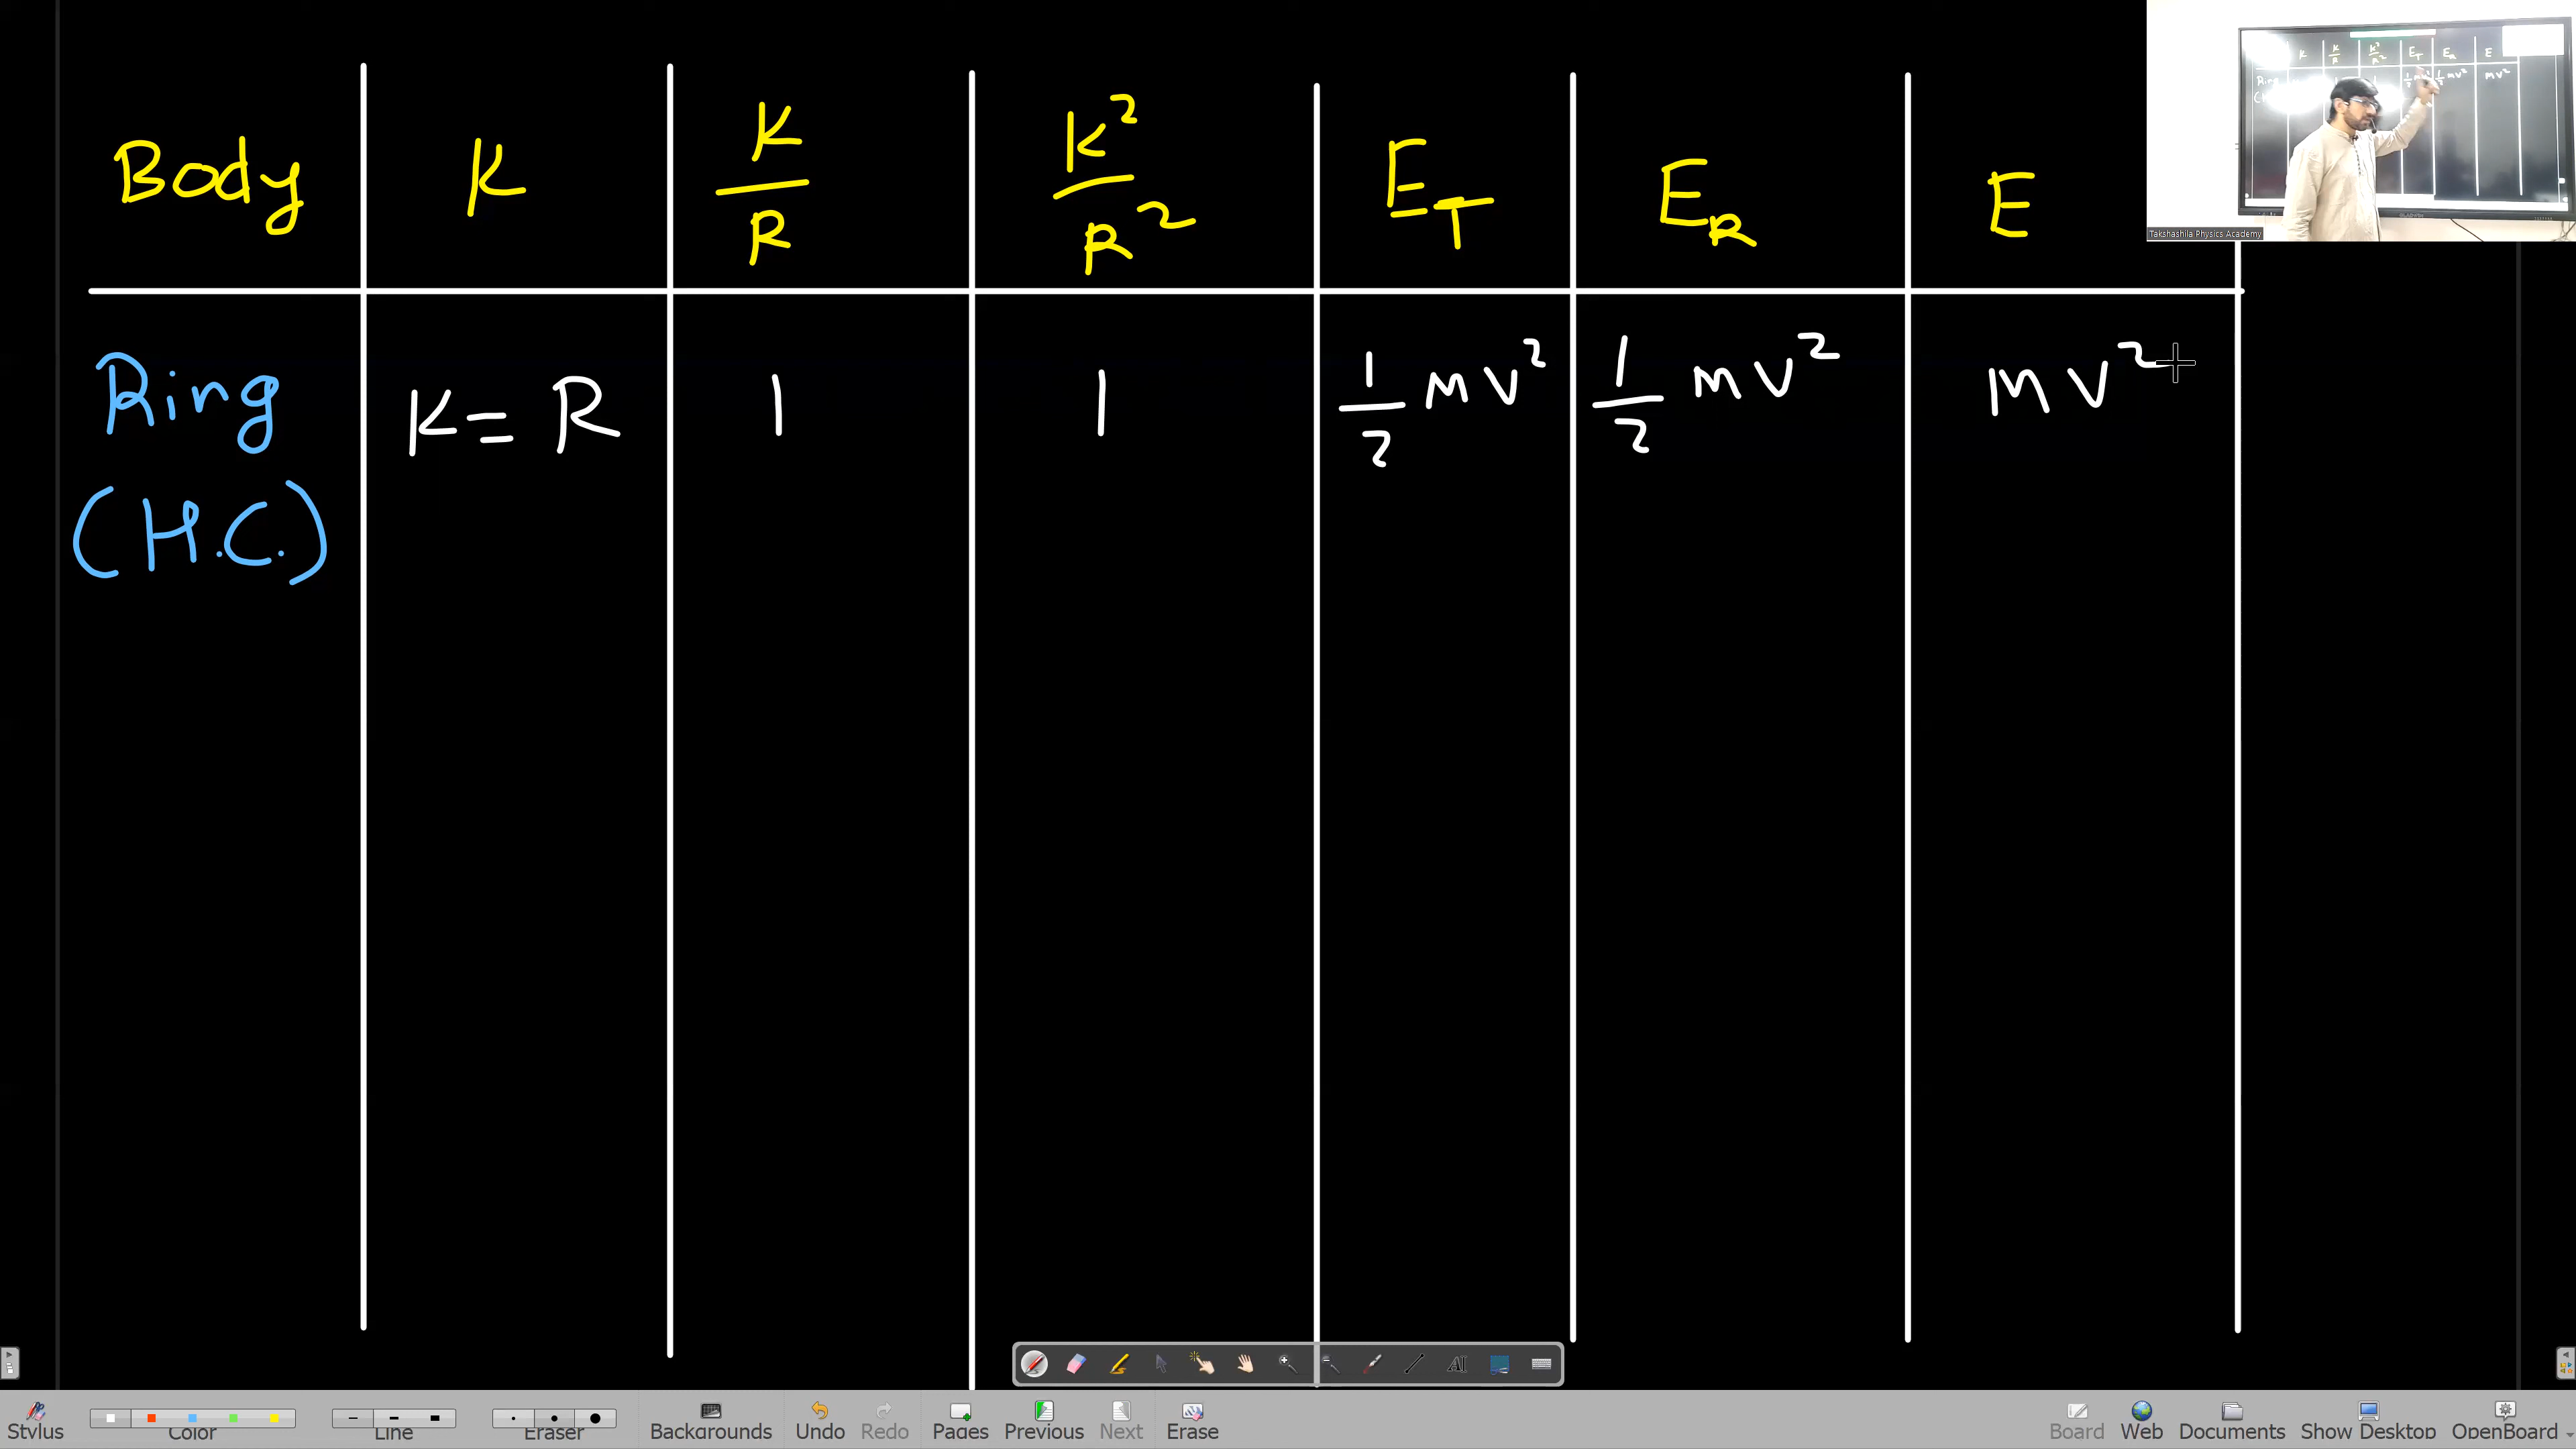 Body K K/R K²/R² E_T E_R E
Ring K = R 1 1 1/2 MV² 1/2 MV² MV²
(H.C.)
Takshashila Physics Academy
Stylus Color Line Eraser Backgrounds Undo Redo Pages Previous Next Erase Board Web Documents Show Desktop OpenBoard